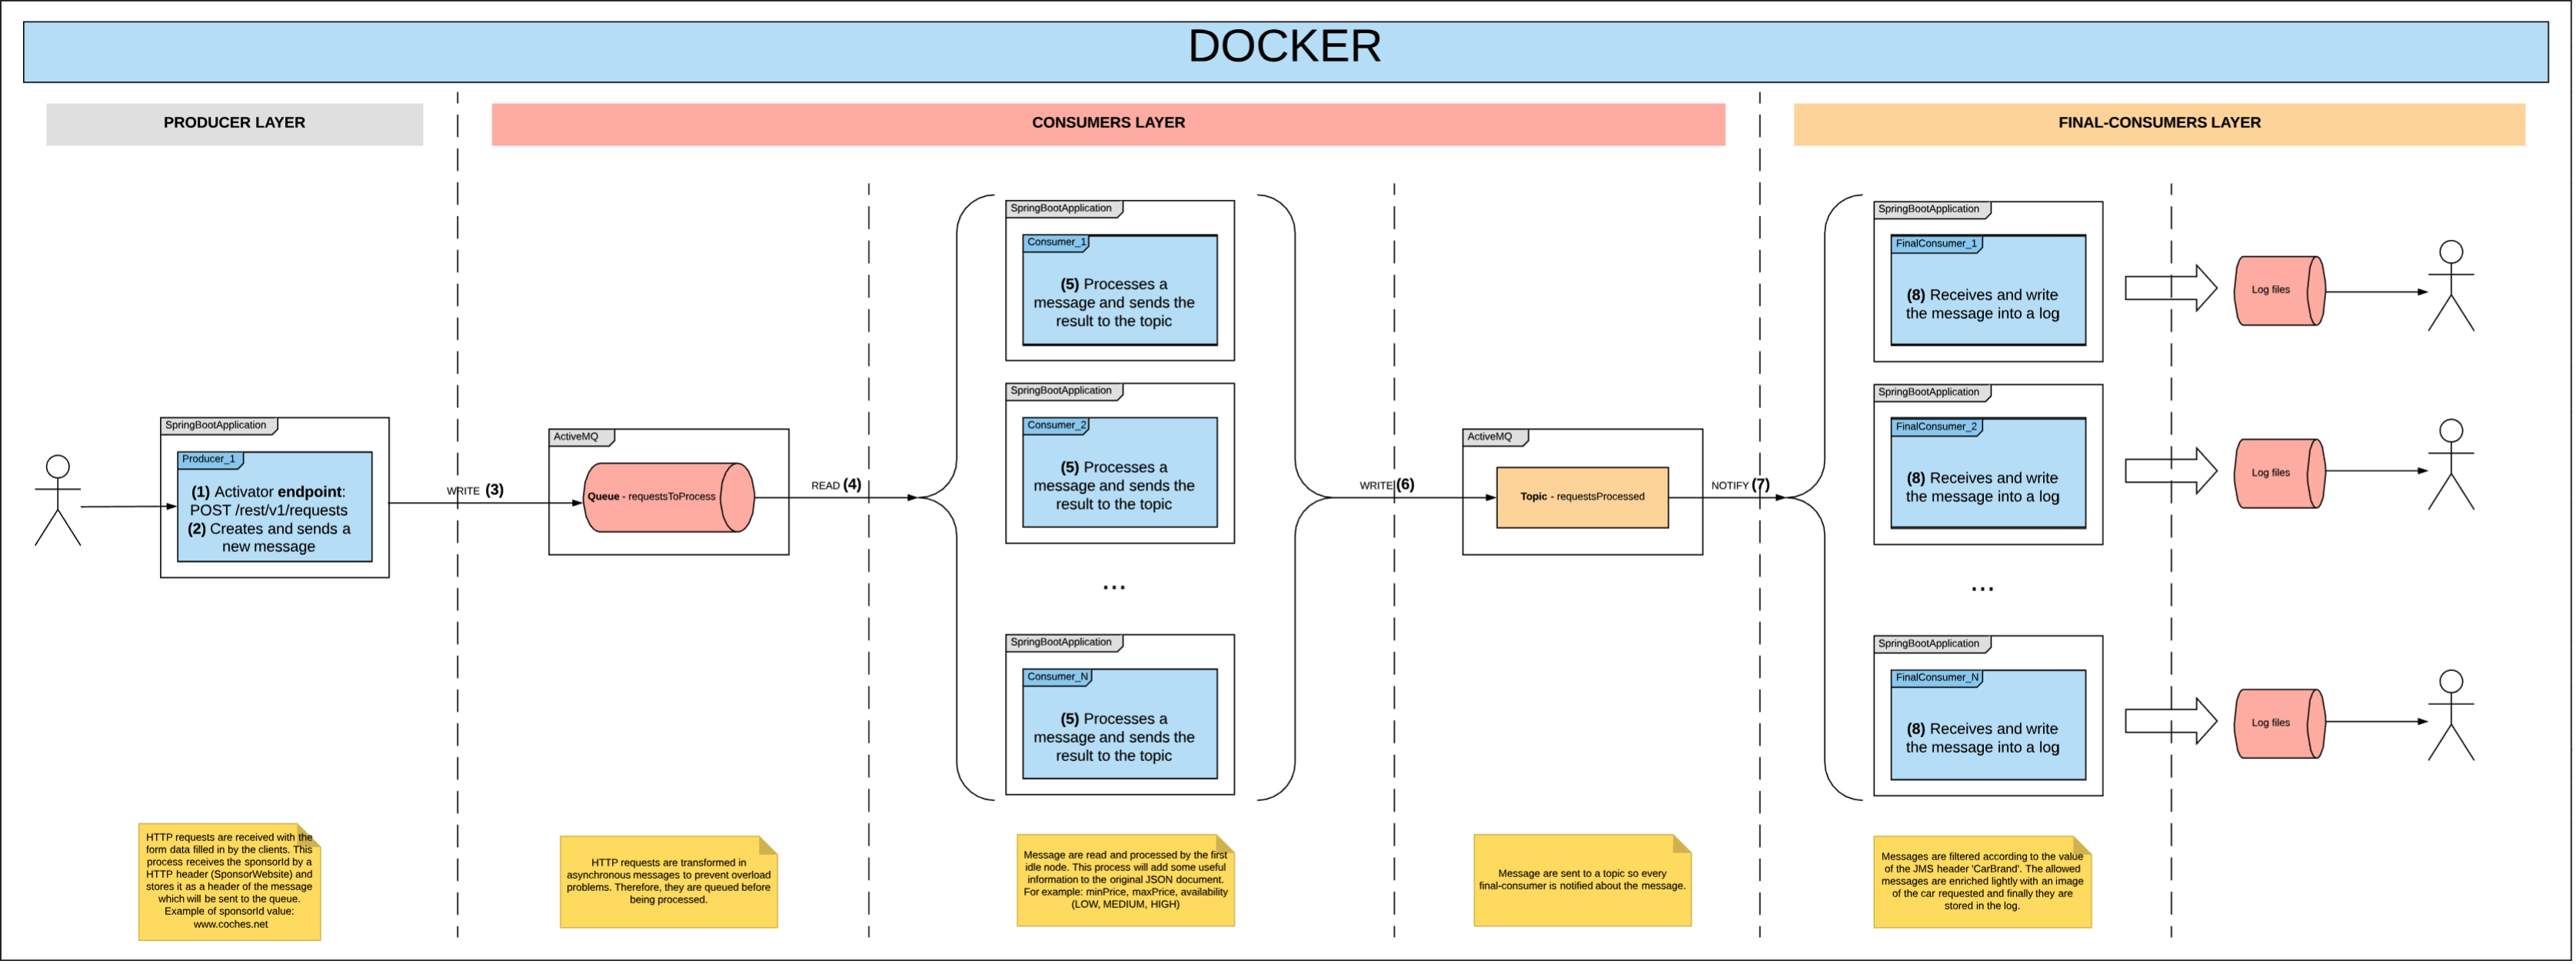 DOCKER
PRODUCER LAYER
CONSUMERS LAYER
FINAL-CONSUMERS LAYER
SpringBootApplication
Producer_1
(1) Activator endpoint:
POST /rest/v1/requests
(2) Creates and sends a
new message
WRITE (3)
ActiveMQ
Queue - requestsToProcess
READ (4)
SpringBootApplication
Consumer_1
(5) Processes a
message and sends the
result to the topic
SpringBootApplication
Consumer_2
(5) Processes a
message and sends the
result to the topic
...
SpringBootApplication
Consumer_N
(5) Processes a
message and sends the
result to the topic
WRITE (6)
ActiveMQ
Topic - requestsProcessed
NOTIFY (7)
SpringBootApplication
FinalConsumer_1
(8) Receives and write
the message into a log
Log files
SpringBootApplication
FinalConsumer_2
(8) Receives and write
the message into a log
Log files
...
SpringBootApplication
FinalConsumer_N
(8) Receives and write
the message into a log
Log files
HTTP requests are received with the
form data filled in by the clients. This
process receives the sponsorId by a
HTTP header (SponsorWebsite) and
stores it as a header of the message
which will be sent to the queue.
Example of sponsorId value:
www.coches.net
HTTP requests are transformed in
asynchronous messages to prevent overload
problems. Therefore, they are queued before
being processed.
Message are read and processed by the first
idle node. This process will add some useful
information to the original JSON document.
For example: minPrice, maxPrice, availability
(LOW, MEDIUM, HIGH)
Message are sent to a topic so every
final-consumer is notified about the message.
Messages are filtered according to the value
of the JMS header 'CarBrand'. The allowed
messages are enriched lightly with an image
of the car requested and finally they are
stored in the log.